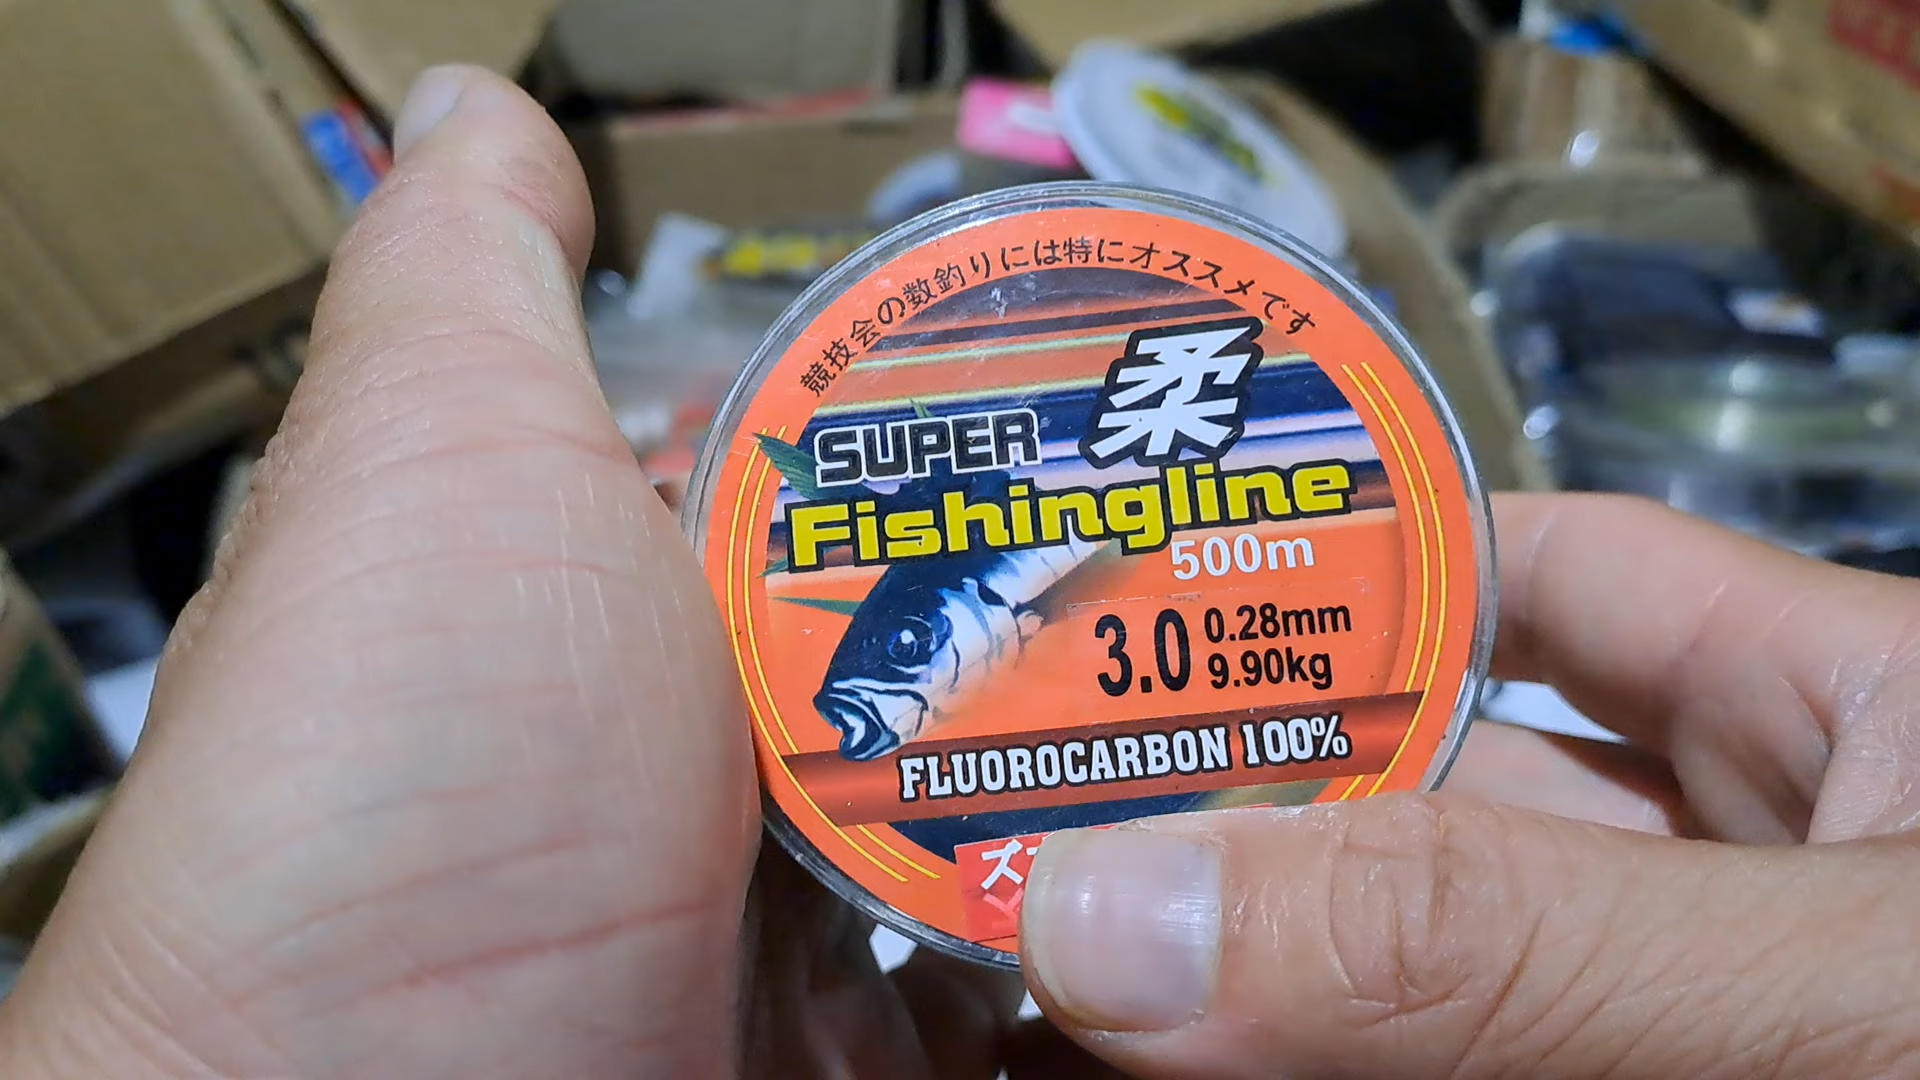 競技会の数釣りには特にオススメです
柔
SUPER
Fishingline
500m
3.0
0.28mm
9.90kg
FLUOROCARBON 100%